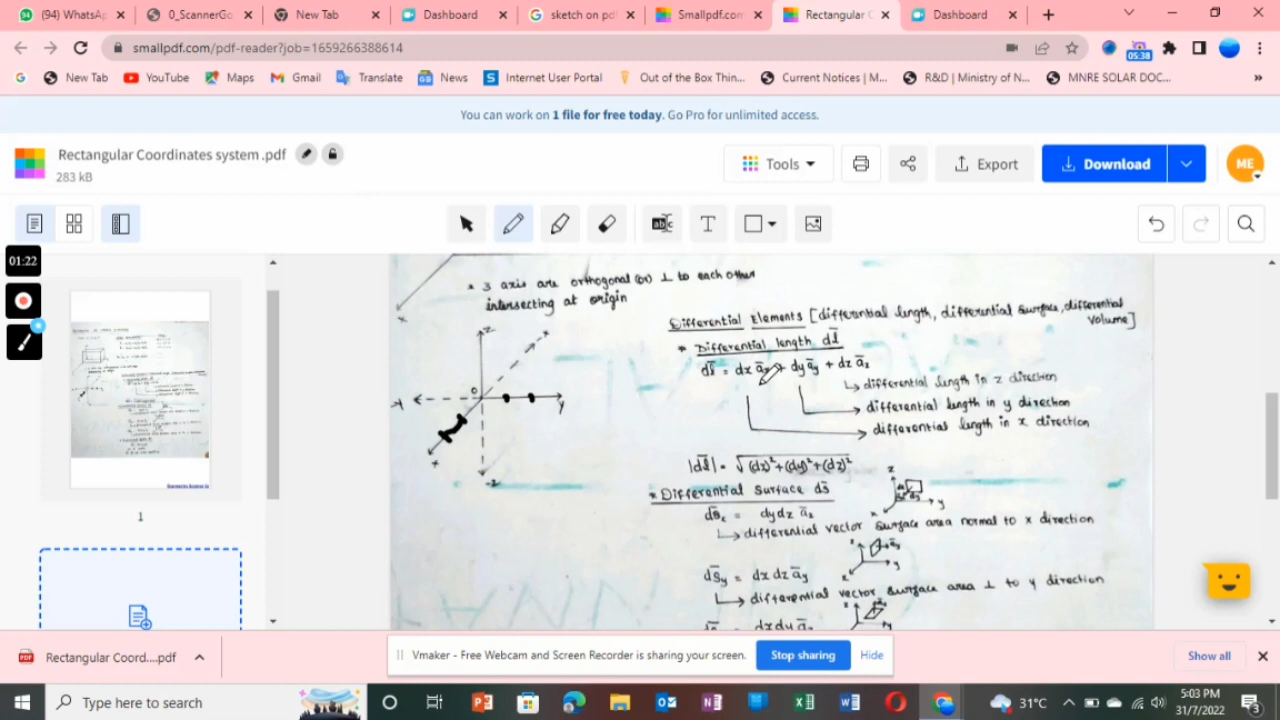 (94) WhatsA
0_ScannerGo
New Tab
Dashboard
sketch on pd
Smallpdf.com
Rectangular C
Dashboard
smallpdf.com/pdf-reader?job=1659266388614
05:38
New Tab
YouTube
Maps
Gmail
Translate
News
Internet User Portal
Out of the Box Thin...
Current Notices | M...
R&D | Ministry of N...
MNRE SOLAR DOC...
You can work on 1 file for free today. Go Pro for unlimited access.
Rectangular Coordinates system .pdf
283 kB
Tools
Export
Download
ME
abc
T
01:22
* 3 axis are orthogonal (or) ⊥ to each other
intersecting at origin
Differential Elements [differential length, differential surface, differential
volume]
* Differential length dl̄
dl̄ = dx āx + dy āy + dz āz
differential length in z direction
differential length in y direction
differential length in x direction
|dl̄| = √(dx)²+(dy)²+(dz)²
* Differential Surface ds̄
ds̄x = dydz āx
differential vector surface area normal to x direction
ds̄y = dx dz āy
differential vector surface area ⊥ to y direction
z
x
0
y
-y
x
-z
1
Rectangular Coord....pdf
Vmaker - Free Webcam and Screen Recorder is sharing your screen.
Stop sharing
Hide
Show all
Type here to search
31°C
5:03 PM
31/7/2022
3